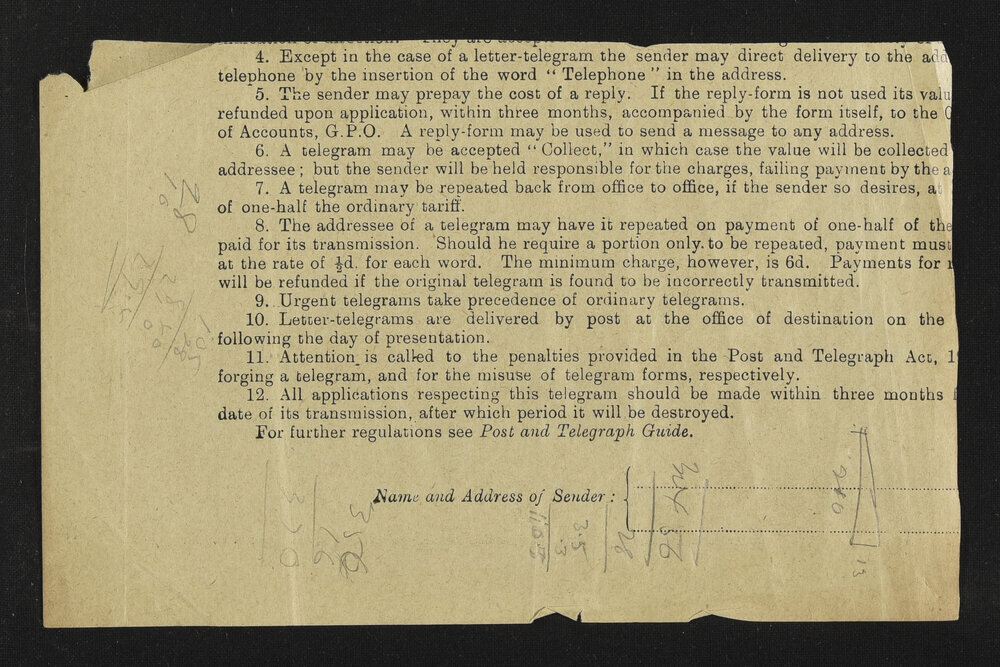 4. Except in the case of a letter-telegram the sender may direct delivery to the
telephone by the insertion of the word “ Telephone ” in the address.
5. The sender may prepay the cost of a reply. If the reply-form is not used its
refunded upon application, within three months, accompanied by the form itself, to the
of Accounts, G.P.O. A reply-form may be used to send a message to any address.
6. A telegram may be accepted “ Collect,” in which case the value will be collected
addressee ; but the sender will be held responsible for the charges, failing payment by the
7. A telegram may be repeated back from office to office, if the sender so desires, at
of one-half the ordinary tariff.
8. The addressee of a telegram may have it repeated on payment of one-half of the
paid for its transmission. Should he require a portion only to be repeated, payment must
at the rate of ½d. for each word. The minimum charge, however, is 6d. Payments for
will be refunded if the original telegram is found to be incorrectly transmitted.
9. Urgent telegrams take precedence of ordinary telegrams.
10. Letter-telegrams are delivered by post at the office of destination on the
following the day of presentation.
11. Attention is called to the penalties provided in the Post and Telegraph Act,
forging a telegram, and for the misuse of telegram forms, respectively.
12. All applications respecting this telegram should be made within three months
date of its transmission, after which period it will be destroyed.
For further regulations see Post and Telegraph Guide.
Name and Address of Sender :